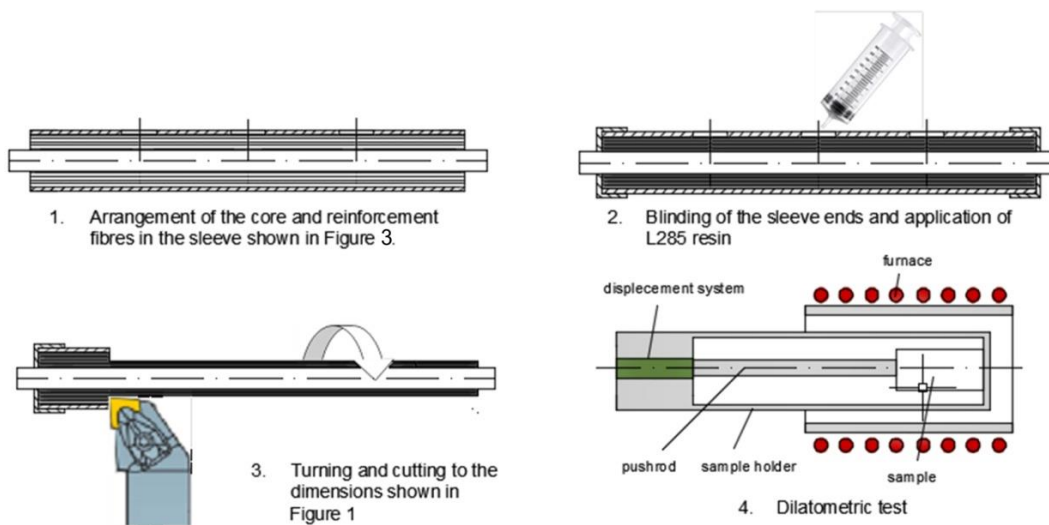 1. Arrangement of the core and reinforcement
fibres in the sleeve shown in Figure 3.
2. Blinding of the sleeve ends and application of
L285 resin
furnace
displecement system
pushrod
sample holder
sample
3. Turning and cutting to the
dimensions shown in
Figure 1
4. Dilatometric test